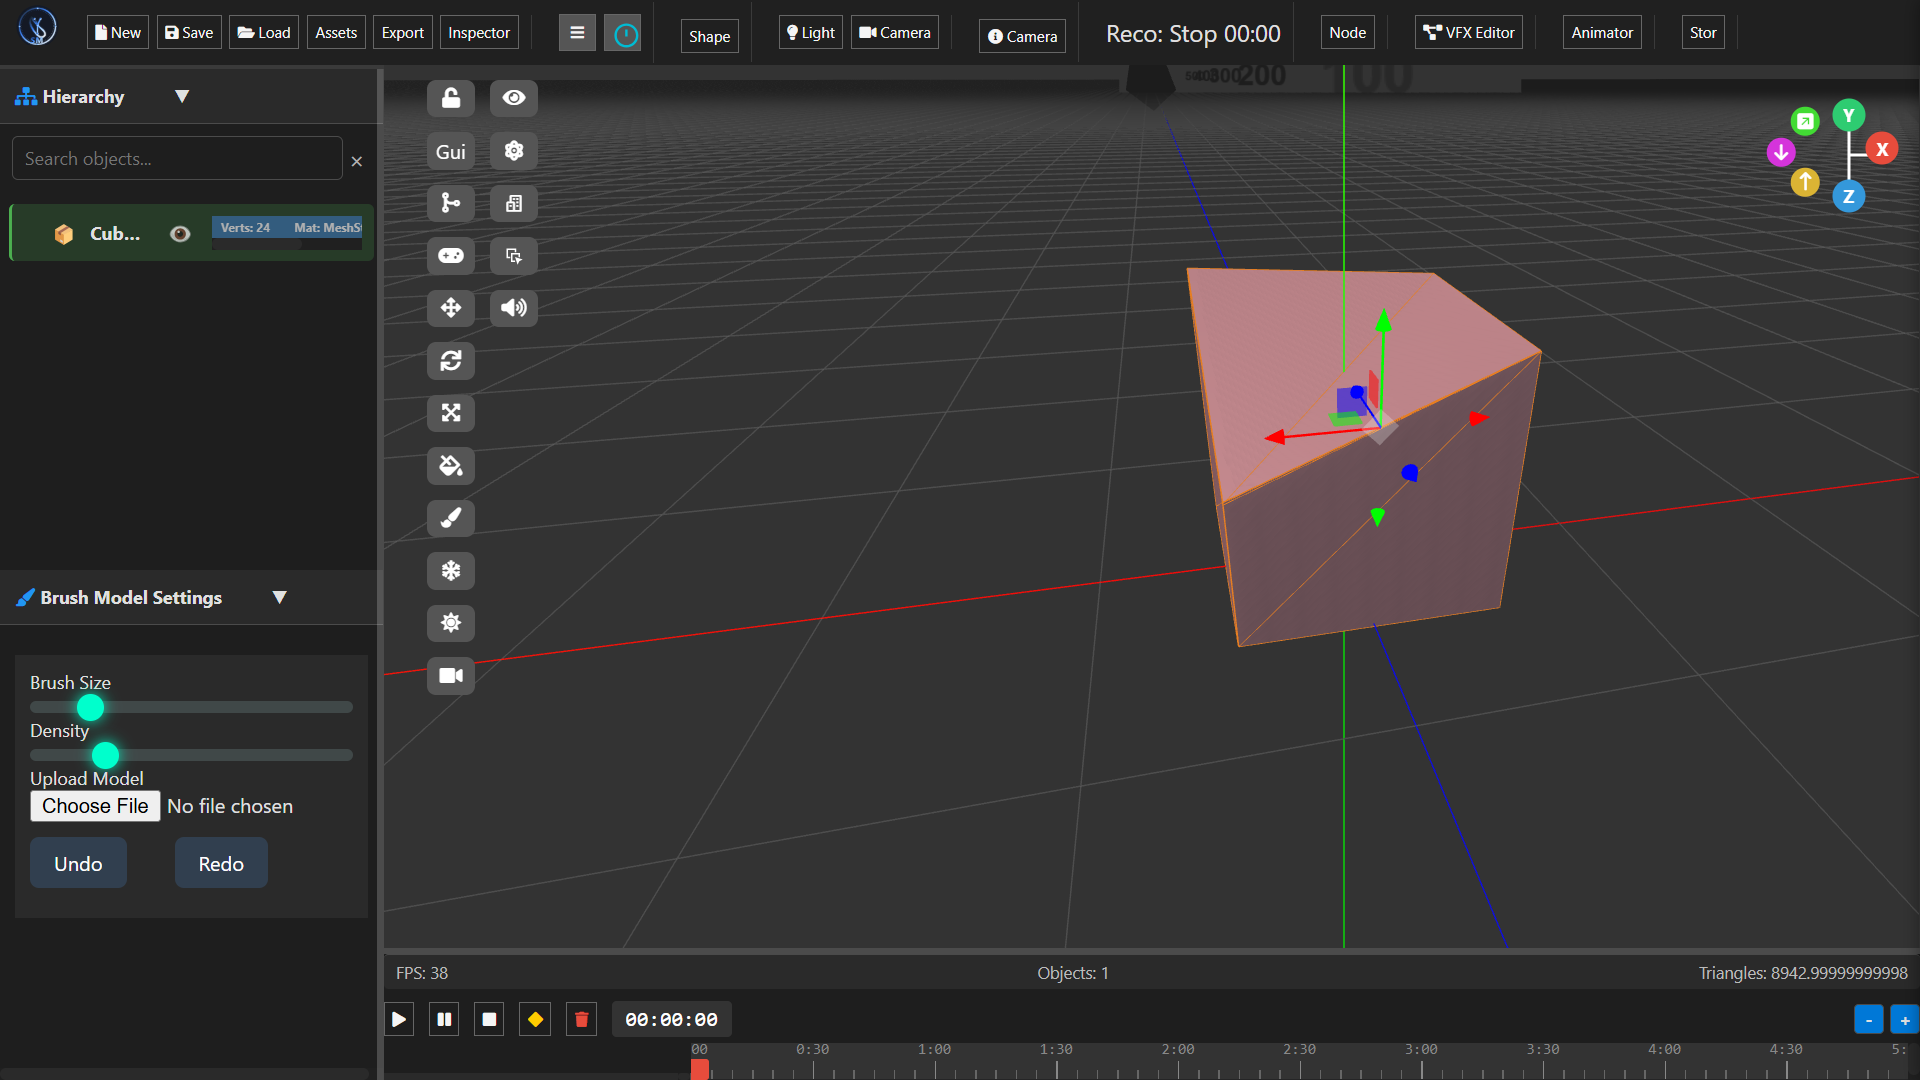 New Save Load Assets Export Inspector Shape Light Camera Camera Reco: Stop 00:00 Node VFX Editor Animator Stor
Hierarchy ▼
Search objects... ×
Cub... Verts: 24 Mat: MeshS
Gui
200 100
Y
X
Z
Brush Model Settings ▼
Brush Size
Density
Upload Model
Choose File No file chosen
Undo Redo
FPS: 38 Objects: 1 Triangles: 8942.99999999998
00:00:00 - +
00 0:30 1:00 1:30 2:00 2:30 3:00 3:30 4:00 4:30 5: